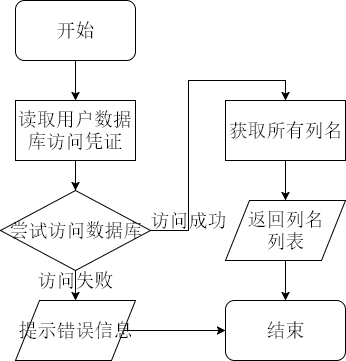 开始
读取用户数据
库访问凭证
尝试访问数据库
访问成功
访问失败
提示错误信息
获取所有列名
返回列名
列表
结束